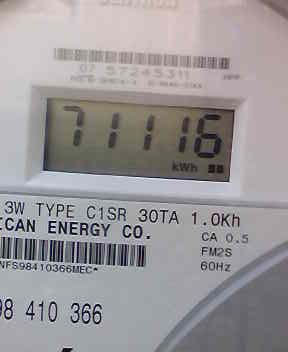 07 57245311
71116
kWh
3W TYPE C1SR 30TA 1.0Kh
ICAN ENERGY CO.
CA 0.5
FM2S
NFS98410366MEC*
60Hz
98 410 366